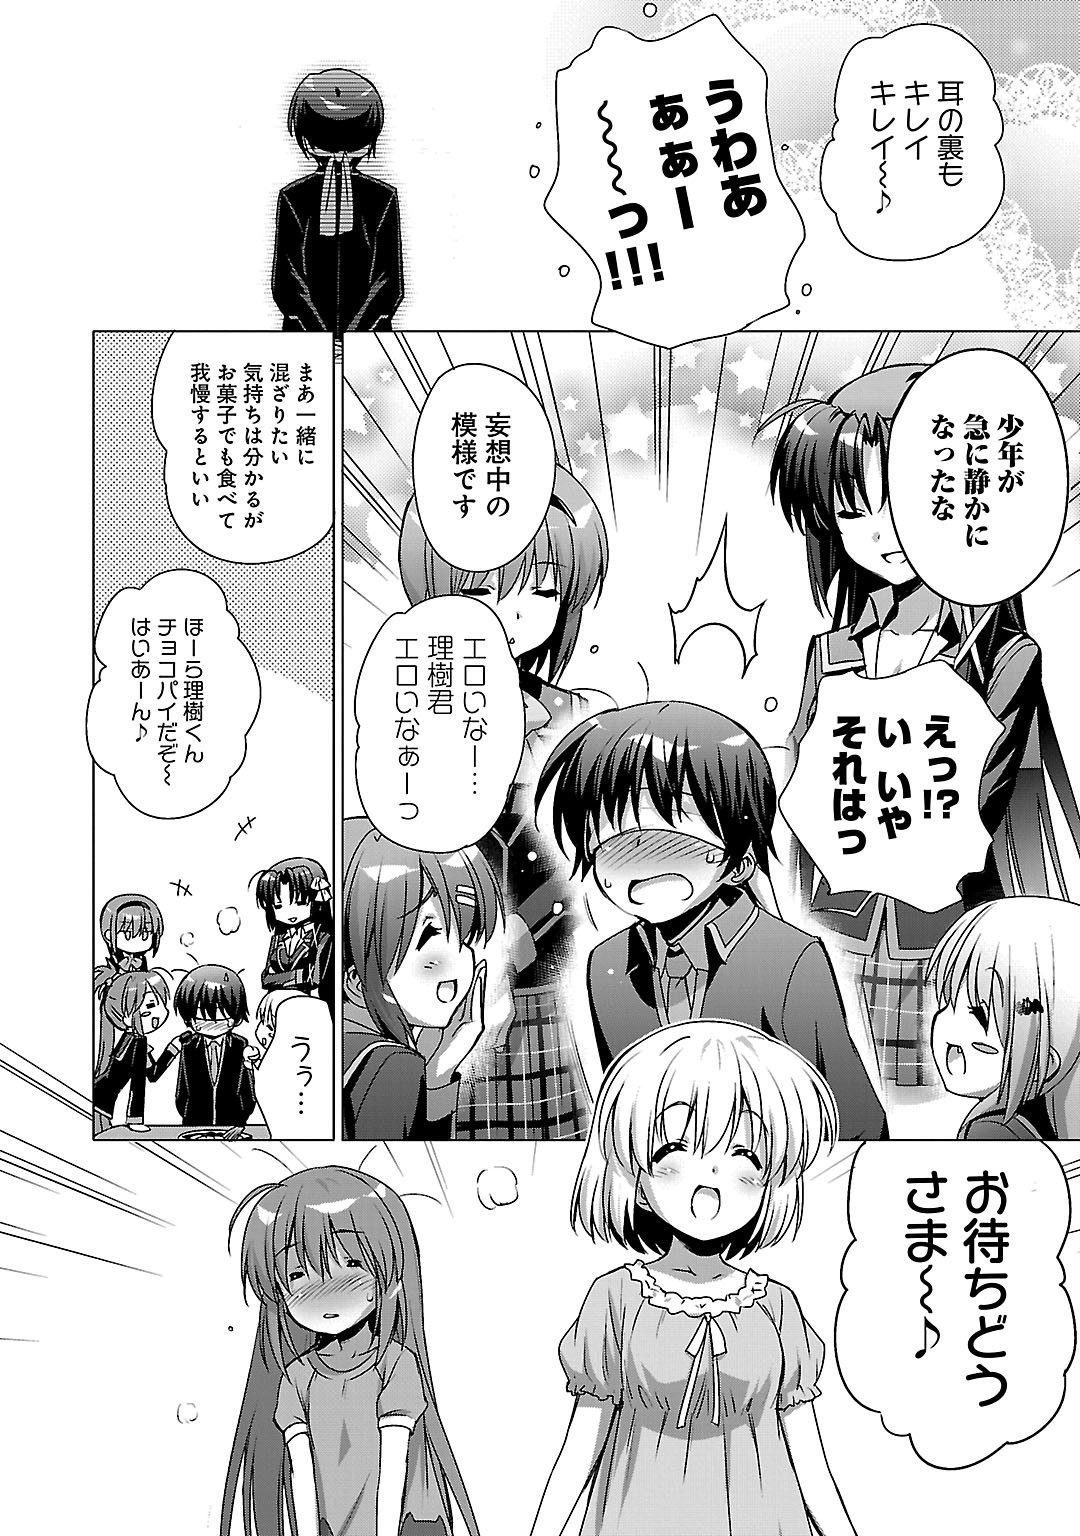 耳の裏も
キレイ
キレイ〜♪
うわあ
ぁぁー
〜〜〜っ
!!!
少年が
急に静かに
なったな
妄想中の
模様です
えっ!?
い いや
それはっ
エロいなー…
理樹君
エロいなぁーっ
まあ一緒に
混ざりたい
気持ちは分かるが
お菓子でも食べて
我慢するといい
ほーら理樹くん
チョコパイだぞ〜
はいあーん♪
うぅ…
お待ちどう
さま〜♪